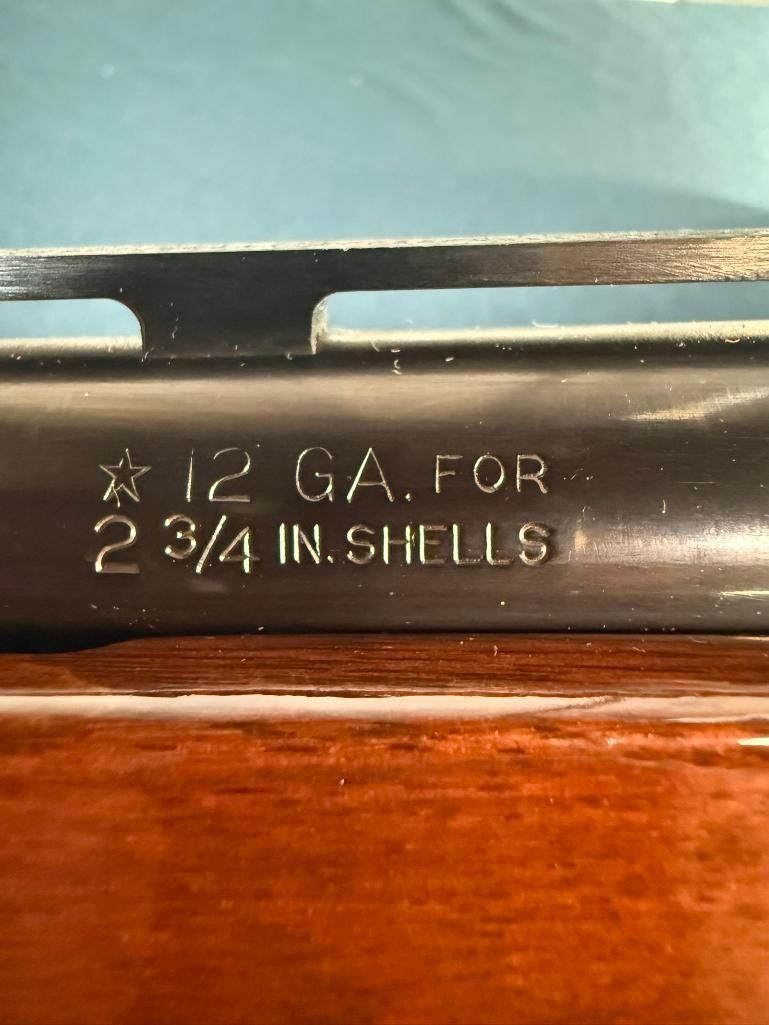 ☆ 12 GA. FOR
2 3/4 IN. SHELLS